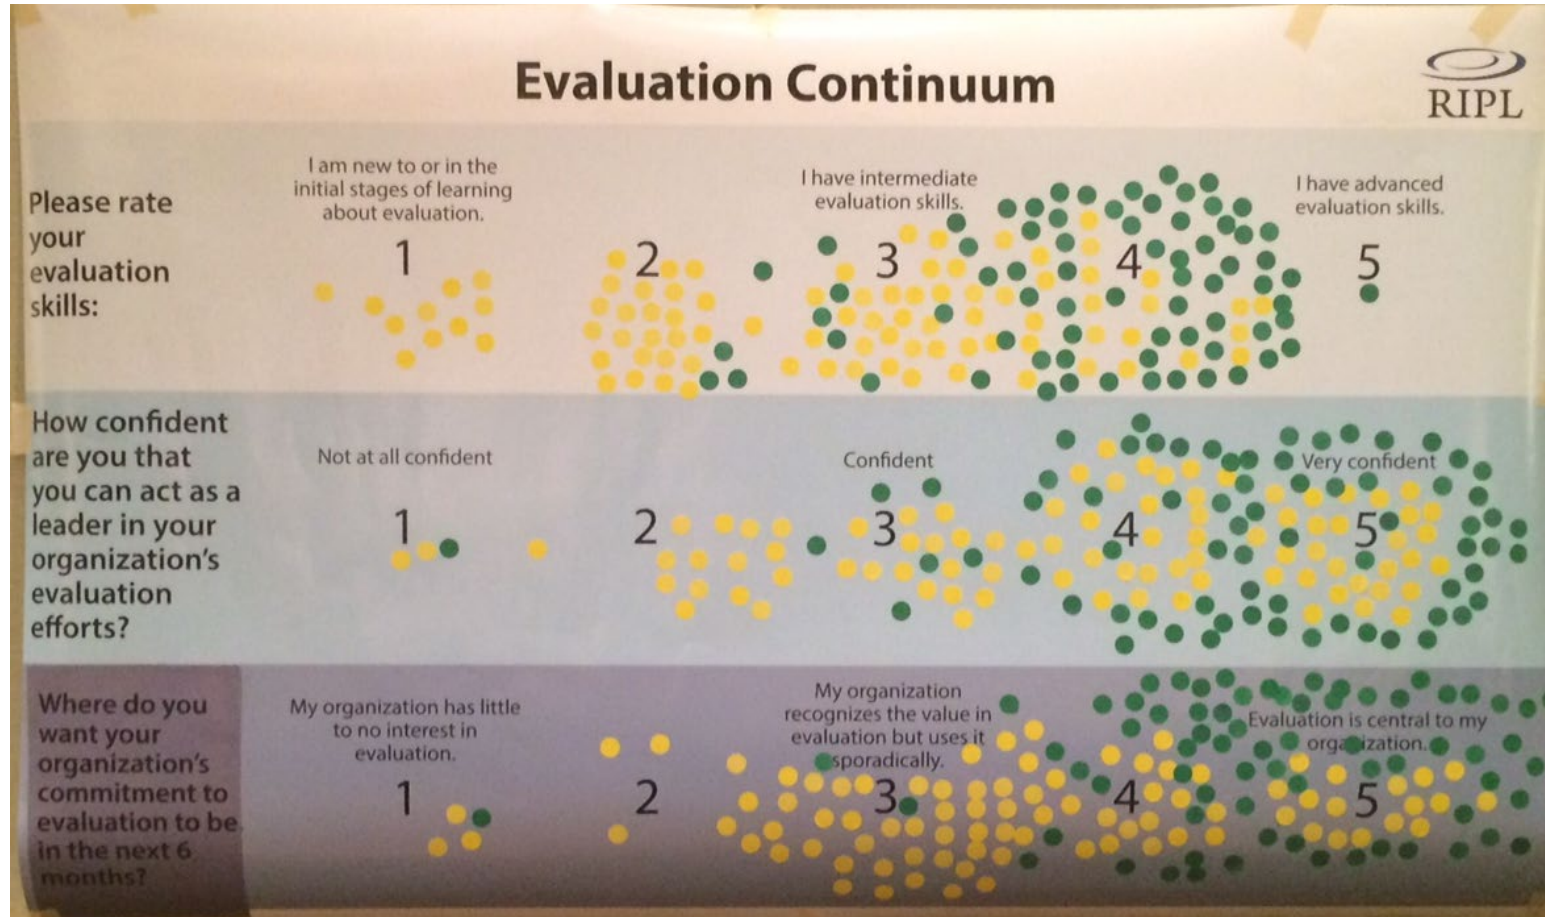 Evaluation Continuum
RIPL
Please rate
your
evaluation
skills:
I am new to or in the
initial stages of learning
about evaluation.
1
2
I have intermediate
evaluation skills.
3
4
I have advanced
evaluation skills.
5
How confident
are you that
you can act as a
leader in your
organization's
evaluation
efforts?
Not at all confident
1
2
Confident
3
4
Very confident
5
Where do you
want your
organization's
commitment to
evaluation to be
in the next 6
months?
My organization has little
to no interest in
evaluation.
1
2
My organization
recognizes the value in
evaluation but uses it
sporadically.
3
4
Evaluation is central to my
organization.
5